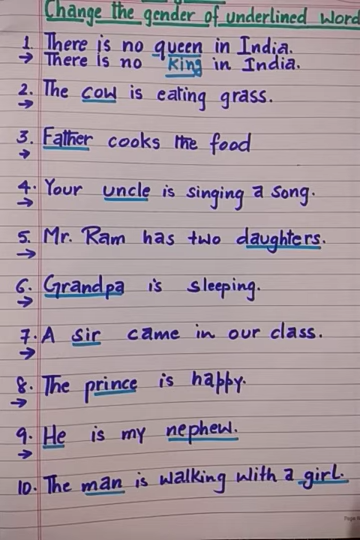 Change the gender of underlined word
1. There is no queen in India.
→ There is no king in India.
2. The cow is eating grass.
→
3. Father cooks the food
→
4. Your uncle is singing a song.
→
5. Mr. Ram has two daughters.
→
6. Grandpa is sleeping.
→
7. A sir came in our class.
→
8. The prince is happy.
→
9. He is my nephew.
→
10. The man is walking with a girl.